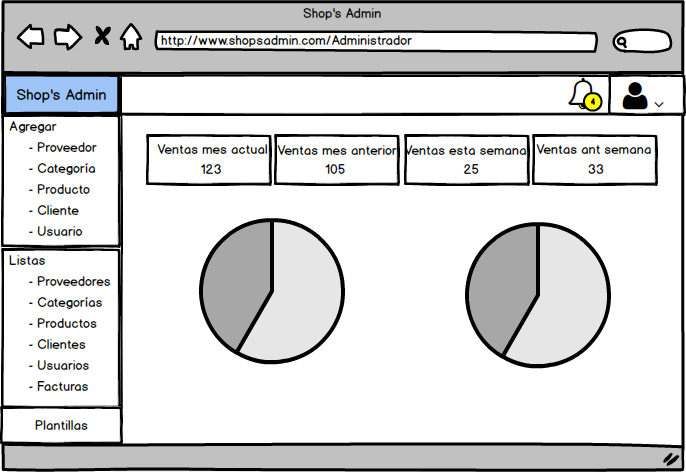 Shop's Admin
http://www.shopsadmin.com/Administrador
Shop's Admin
4
Agregar
- Proveedor
- Categoría
- Producto
- Cliente
- Usuario
Listas
- Proveedores
- Categorías
- Productos
- Clientes
- Usuarios
- Facturas
Plantillas
Ventas mes actual
123
Ventas mes anterior
105
Ventas esta semana
25
Ventas ant semana
33